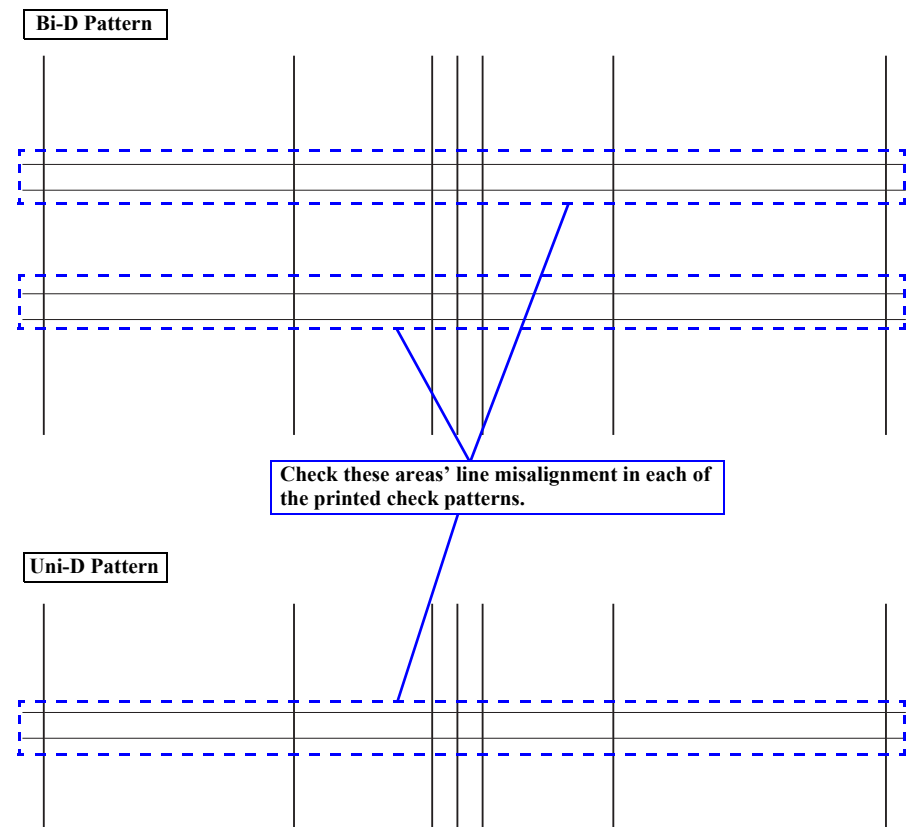 Bi-D Pattern
Check these areas’ line misalignment in each of
the printed check patterns.
Uni-D Pattern